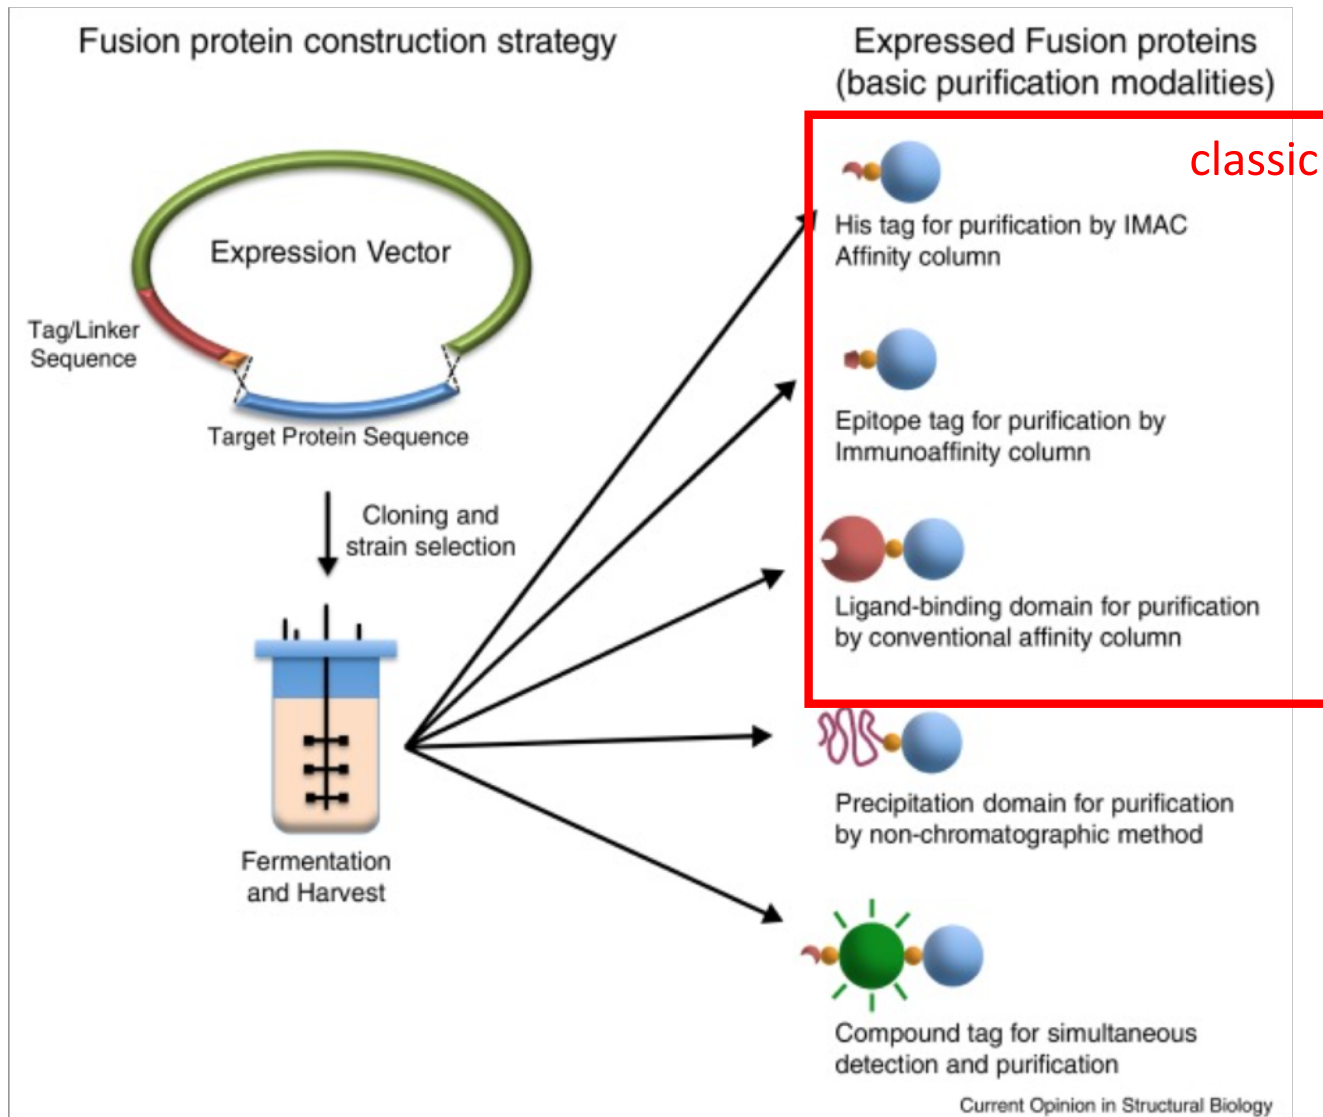 Fusion protein construction strategy
Expression Vector
Tag/Linker
Sequence
Target Protein Sequence
Cloning and
strain selection
Fermentation
and Harvest
Expressed Fusion proteins
(basic purification modalities)
classic
His tag for purification by IMAC
Affinity column
Epitope tag for purification by
Immunoaffinity column
Ligand-binding domain for purification
by conventional affinity column
Precipitation domain for purification
by non-chromatographic method
Compound tag for simultaneous
detection and purification
Current Opinion in Structural Biology